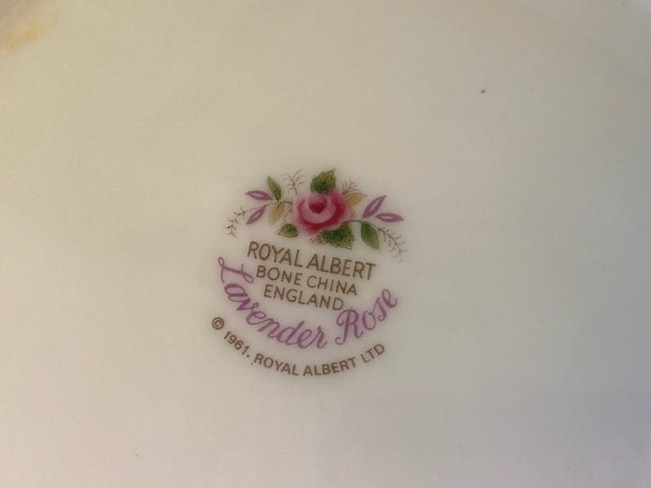 ROYAL ALBERT
BONE CHINA
ENGLAND
Lavender Rose
© 1961. ROYAL ALBERT LTD